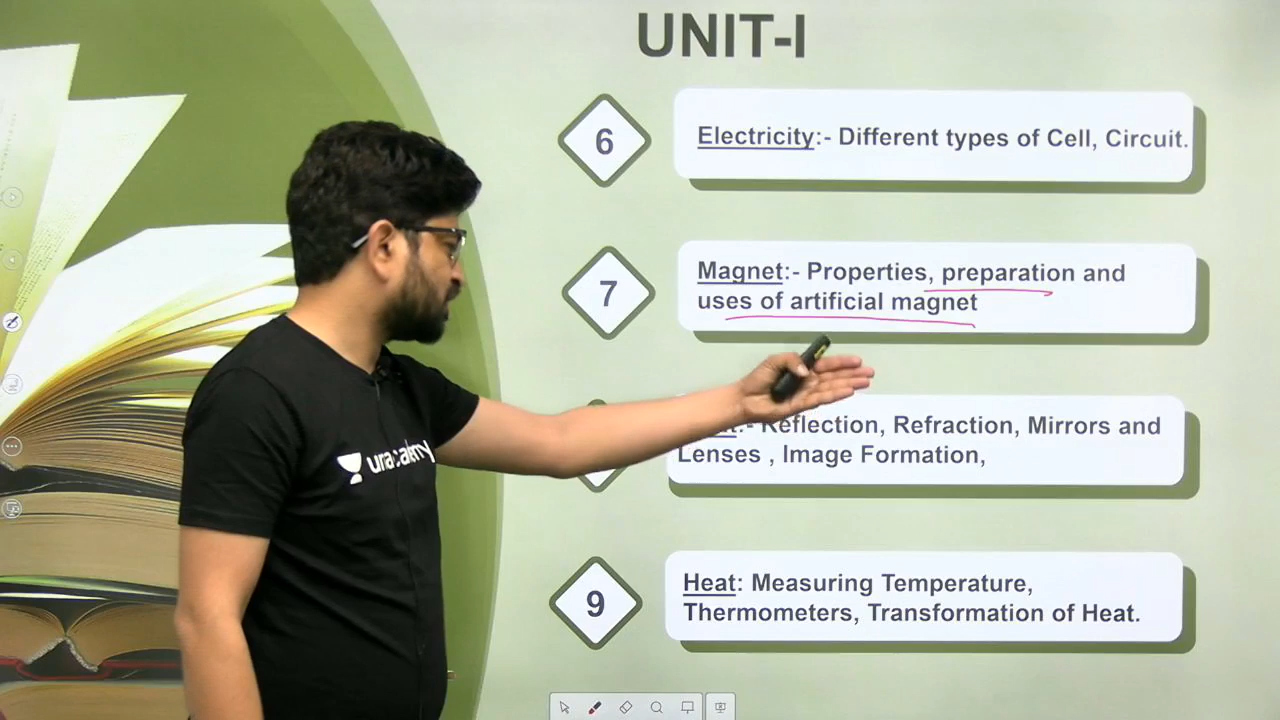 UNIT-I
6
Electricity:- Different types of Cell, Circuit.
7
Magnet:- Properties, preparation and
uses of artificial magnet
Reflection, Refraction, Mirrors and
Lenses , Image Formation,
9
Heat: Measuring Temperature,
Thermometers, Transformation of Heat.
unacademy